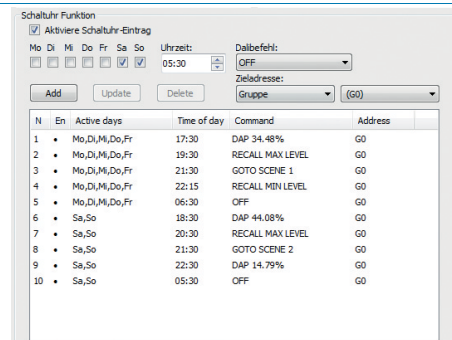 Schaltuhr Funktion
Aktiviere Schaltuhr-Eintrag
Mo Di Mi Do Fr Sa So Uhrzeit: Dalibefehl:
05:30 OFF
Zieladresse:
Add Update Delete Gruppe (G0)
N En Active days Time of day Command Address
1 • Mo,Di,Mi,Do,Fr 17:30 DAP 34.48% G0
2 • Mo,Di,Mi,Do,Fr 19:30 RECALL MAX LEVEL G0
3 • Mo,Di,Mi,Do,Fr 21:30 GOTO SCENE 1 G0
4 • Mo,Di,Mi,Do,Fr 22:15 RECALL MIN LEVEL G0
5 • Mo,Di,Mi,Do,Fr 06:30 OFF G0
6 • Sa,So 18:30 DAP 44.08% G0
7 • Sa,So 20:30 RECALL MAX LEVEL G0
8 • Sa,So 21:30 GOTO SCENE 2 G0
9 • Sa,So 22:30 DAP 14.79% G0
10 • Sa,So 05:30 OFF G0